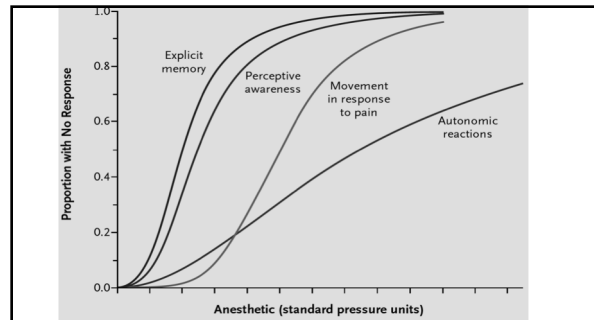 1.0
0.8
0.6
0.4
0.2
0.0
Proportion with No Response
Explicit
memory
Perceptive
awareness
Movement
in response
to pain
Autonomic
reactions
Anesthetic (standard pressure units)